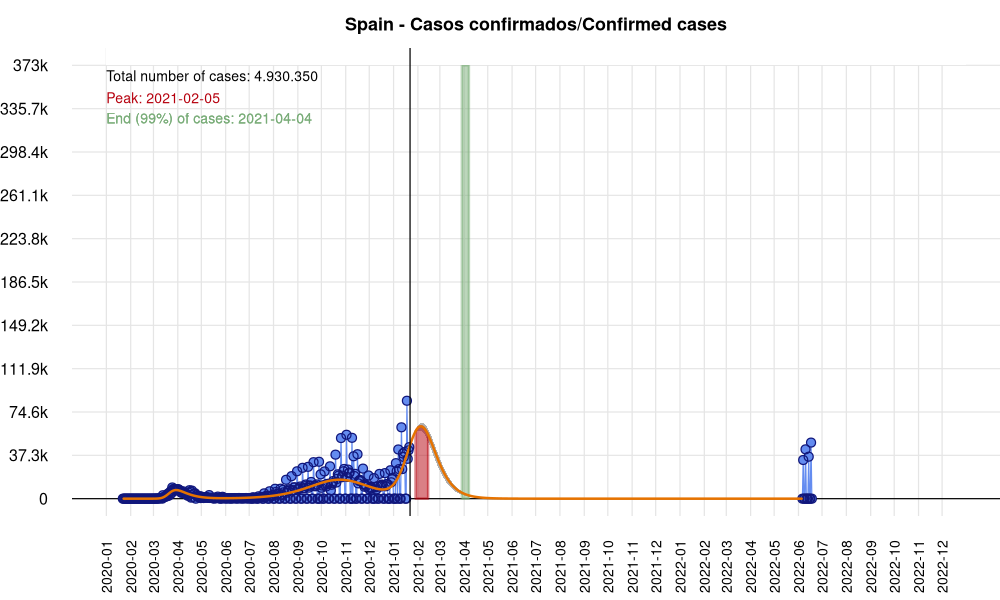 Spain - Casos confirmados/Confirmed cases
Total number of cases: 4.930.350
Peak: 2021-02-05
End (99%) of cases: 2021-04-04
373k
335.7k
298.4k
261.1k
223.8k
186.5k
149.2k
111.9k
74.6k
37.3k
0
2020-01
2020-02
2020-03
2020-04
2020-05
2020-06
2020-07
2020-08
2020-09
2020-10
2020-11
2020-12
2021-01
2021-02
2021-03
2021-04
2021-05
2021-06
2021-07
2021-08
2021-09
2021-10
2021-11
2021-12
2022-01
2022-02
2022-03
2022-04
2022-05
2022-06
2022-07
2022-08
2022-09
2022-10
2022-11
2022-12